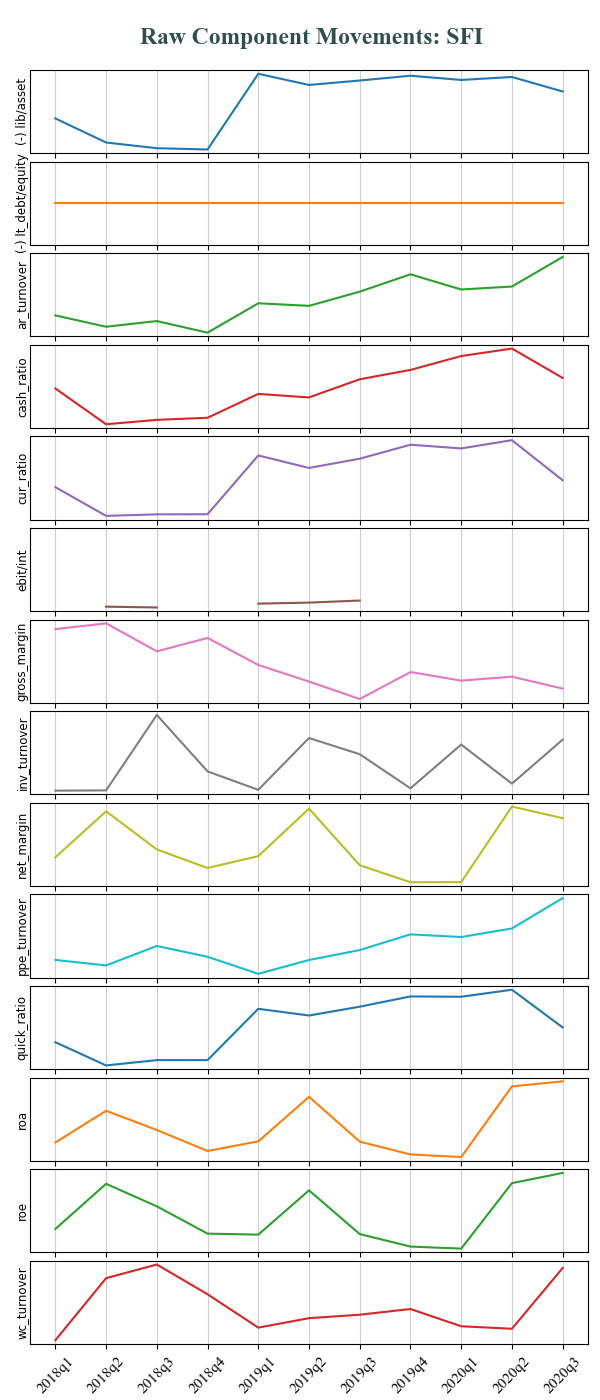 Raw Component Movements: SFI
(-) lib/asset
(-) lt_debt/equity
ar_turnover
cash_ratio
cur_ratio
ebit/int
gross_margin
inv_turnover
net_margin
ppe_turnover
quick_ratio
roa
roe
wc_turnover
2018q1 2018q2 2018q3 2018q4 2019q1 2019q2 2019q3 2019q4 2020q1 2020q2 2020q3